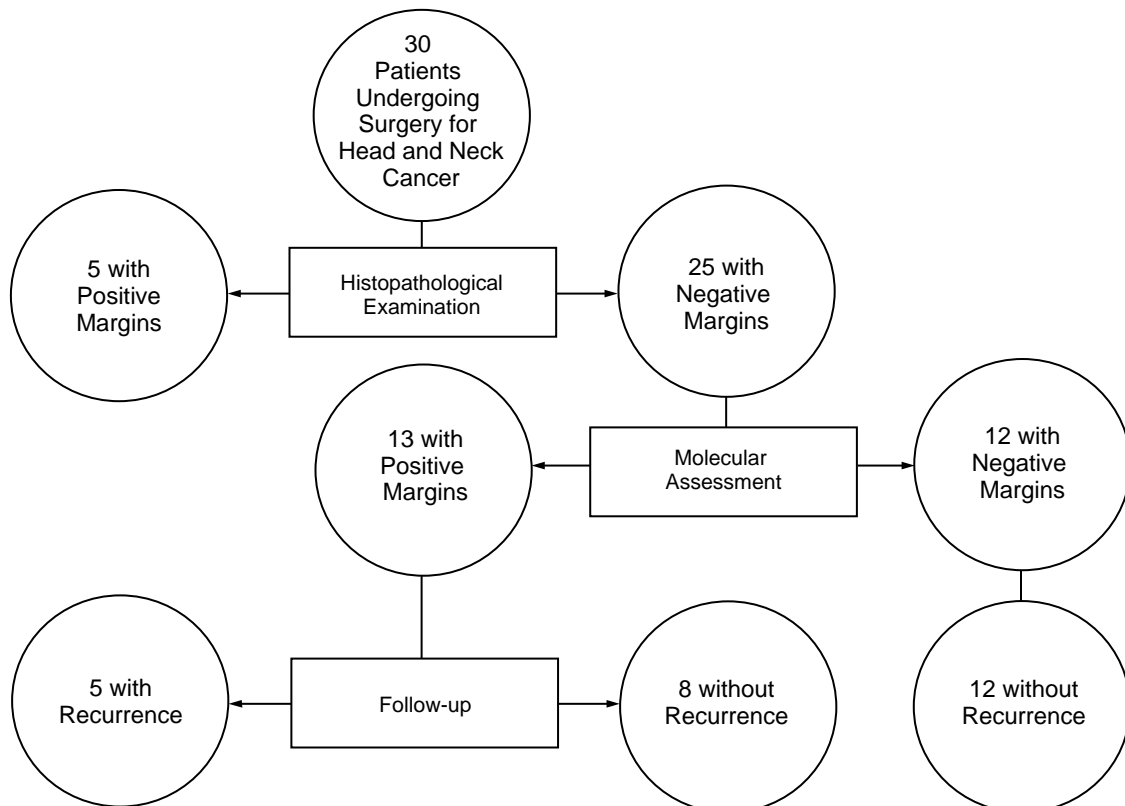 30
Patients
Undergoing
Surgery for
Head and Neck
Cancer
5 with
Positive
Margins
Histopathological
Examination
25 with
Negative
Margins
13 with
Positive
Margins
Molecular
Assessment
12 with
Negative
Margins
5 with
Recurrence
Follow-up
8 without
Recurrence
12 without
Recurrence